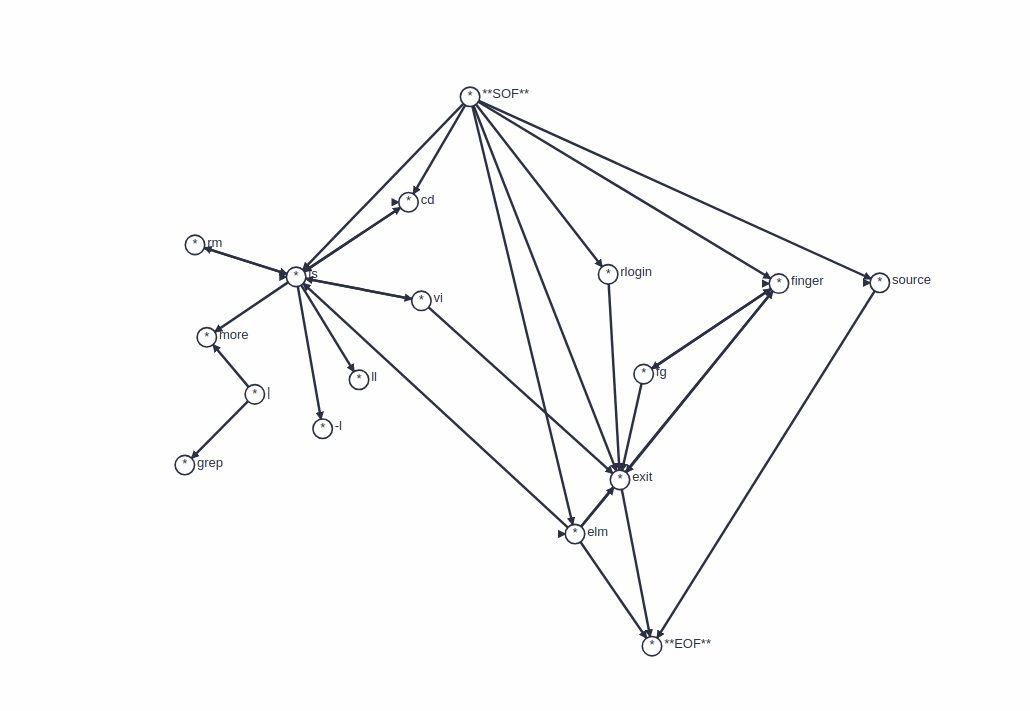 * **SOF**
* cd
* rm
* ls
* rlogin
* finger
* source
* vi
* more
* fg
* ll
* |
* -l
* grep
* exit
* elm
* **EOF**